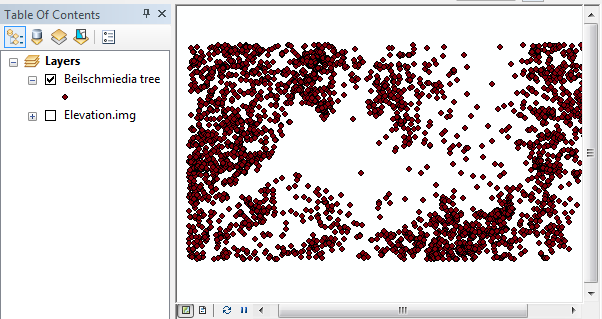 Table Of Contents
Layers
Beilschmiedia tree
Elevation.img